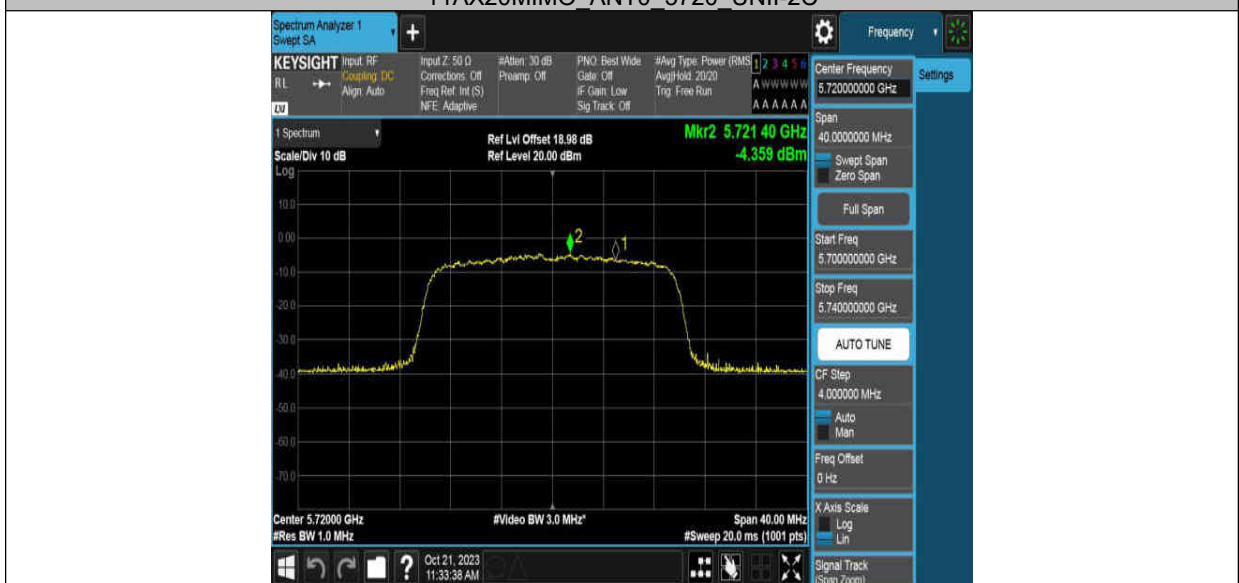 11AX20MIMO_ANT0_5720_UNII-2C
Spectrum Analyzer 1
Swept SA
+
Frequency
KEYSIGHT
RL
LXI
Input: RF
Coupling: DC
Align: Auto
Input Z: 50 Ω
Corrections: Off
Freq Ref: Int (S)
NFE: Adaptive
#Atten: 30 dB
Preamp: Off
PNO: Best Wide
Gate: Off
IF Gain: Low
Sig Track: Off
#Avg Type: Power (RMS
Avg|Hold: 20/20
Trig: Free Run
1 2 3 4 5 6
A W W W W W
A A A A A A
Center Frequency
5.720000000 GHz
Settings
Span
40.0000000 MHz
Swept Span
Zero Span
Full Span
Start Freq
5.700000000 GHz
Stop Freq
5.740000000 GHz
AUTO TUNE
CF Step
4.000000 MHz
Auto
Man
Freq Offset
0 Hz
X Axis Scale
Log
Lin
Signal Track
(Span Zoom)
1 Spectrum
Scale/Div 10 dB
Ref Lvl Offset 18.98 dB
Ref Level 20.00 dBm
Mkr2 5.721 40 GHz
-4.359 dBm
Log
10.0
0.00
-10.0
-20.0
-30.0
-40.0
-50.0
-60.0
-70.0
2
1
Center 5.72000 GHz
#Res BW 1.0 MHz
#Video BW 3.0 MHz*
Span 40.00 MHz
#Sweep 20.0 ms (1001 pts)
?
Oct 21, 2023
11:33:38 AM